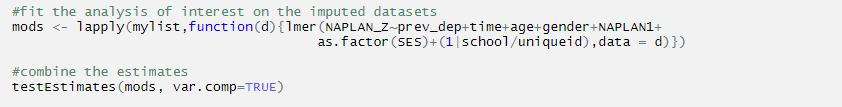 #fit the analysis of interest on the imputed datasets
mods <- lapply(mylist,function(d){lmer(NAPLAN_Z~prev_dep+time+age+gender+NAPLAN1+
as.factor(SES)+(1|school/uniqueid),data = d)})
#combine the estimates
testEstimates(mods, var.comp=TRUE)